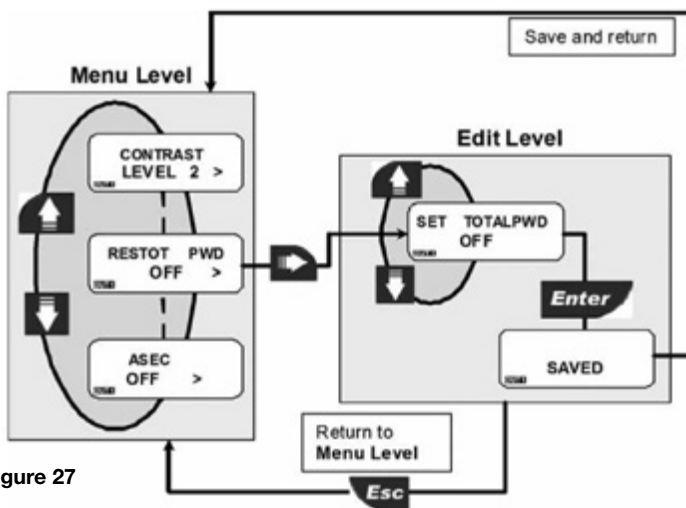 Save and return
Menu Level
CONTRAST
LEVEL 2 >
RESTOT PWD
OFF >
ASEC
OFF >
Edit Level
SET TOTALPWD
OFF
Enter
SAVED
Return to
Menu Level
Esc
gure 27